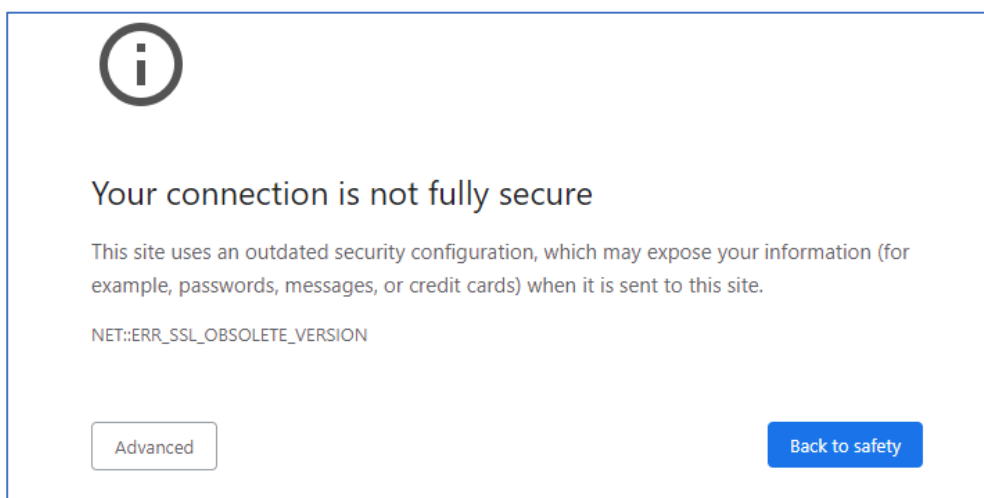 Your connection is not fully secure
This site uses an outdated security configuration, which may expose your information (for
example, passwords, messages, or credit cards) when it is sent to this site.
NET::ERR_SSL_OBSOLETE_VERSION
Advanced
Back to safety